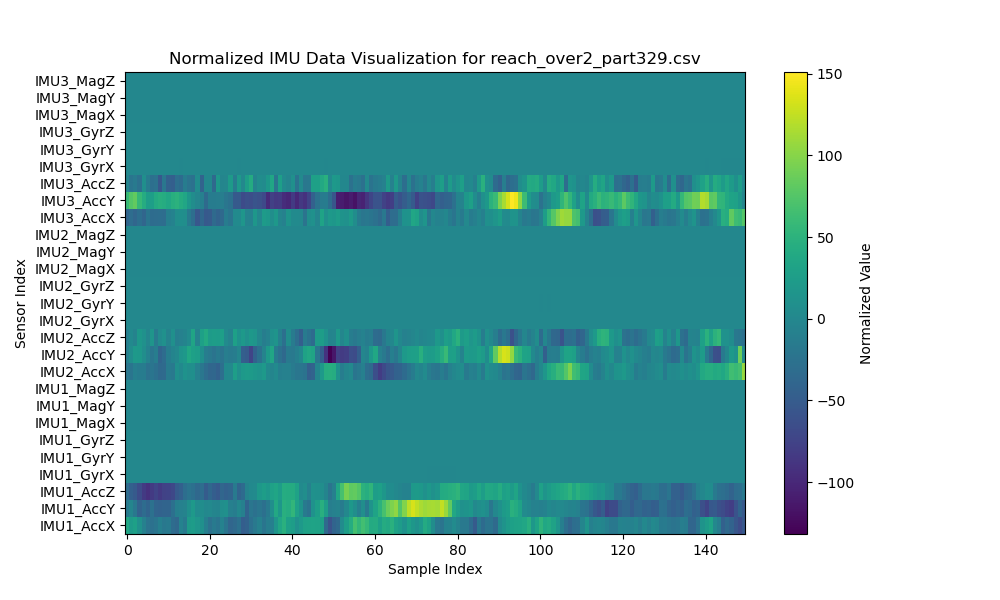 Normalized IMU Data Visualization for reach_over2_part329.csv
IMU3_MagZ
IMU3_MagY
IMU3_MagX
IMU3_GyrZ
IMU3_GyrY
IMU3_GyrX
IMU3_AccZ
IMU3_AccY
IMU3_AccX
IMU2_MagZ
IMU2_MagY
IMU2_MagX
IMU2_GyrZ
IMU2_GyrY
IMU2_GyrX
IMU2_AccZ
IMU2_AccY
IMU2_AccX
IMU1_MagZ
IMU1_MagY
IMU1_MagX
IMU1_GyrZ
IMU1_GyrY
IMU1_GyrX
IMU1_AccZ
IMU1_AccY
IMU1_AccX
Sensor Index
0 20 40 60 80 100 120 140
Sample Index
150
100
50
0
−50
−100
Normalized Value